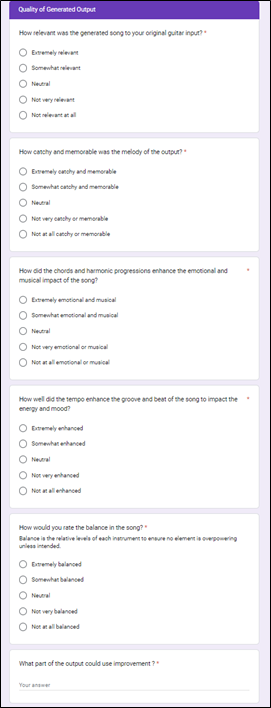 Quality of Generated Output
How relevant was the generated song to your original guitar input? *
Extremely relevant
Somewhat relevant
Neutral
Not very relevant
Not relevant at all
How catchy and memorable was the melody of the output? *
Extremely catchy and memorable
Somewhat catchy and memorable
Neutral
Not very catchy or memorable
Not at all catchy or memorable
How did the chords and harmonic progressions enhance the emotional and *
musical impact of the song?
Extremely emotional and musical
Somewhat emotional and musical
Neutral
Not very emotional or musical
Not at all emotional or musical
How well did the tempo enhance the groove and beat of the song to impact the *
energy and mood?
Extremely enhanced
Somewhat enhanced
Neutral
Not very enhanced
Not at all enhanced
How would you rate the balance in the song? *
Balance is the relative levels of each instrument to ensure no element is overpowering
unless intended.
Extremely balanced
Somewhat balanced
Neutral
Not very balanced
Not at all balanced
What part of the output could use improvement ? *
Your answer